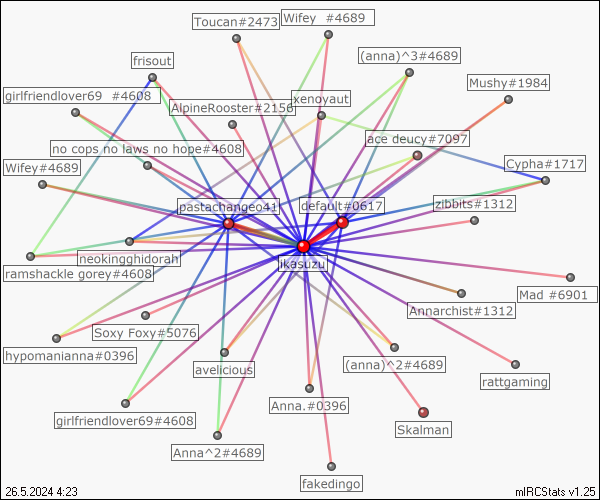 Toucan#2473
Wifey #4689
frisout
(anna)^3#4689
Mushy#1984
girlfriendlover69 #4608
AlpineRooster#2156
xenoyaut
no cops no laws no hope#4608
ace deucy#7097
Wifey#4689
Cypha#1717
pastachangeo41
default#0617
zibbits#1312
neokingghidorah
ikasuzu
ramshackle gorey#4608
Mad #6901
Annarchist#1312
Soxy Foxy#5076
hypomanianna#0396
(anna)^2#4689
avelicious
rattgaming
Anna.#0396
girlfriendlover69#4608
Skalman
Anna^2#4689
fakedingo
26.5.2024 4:23
mIRCStats v1.25